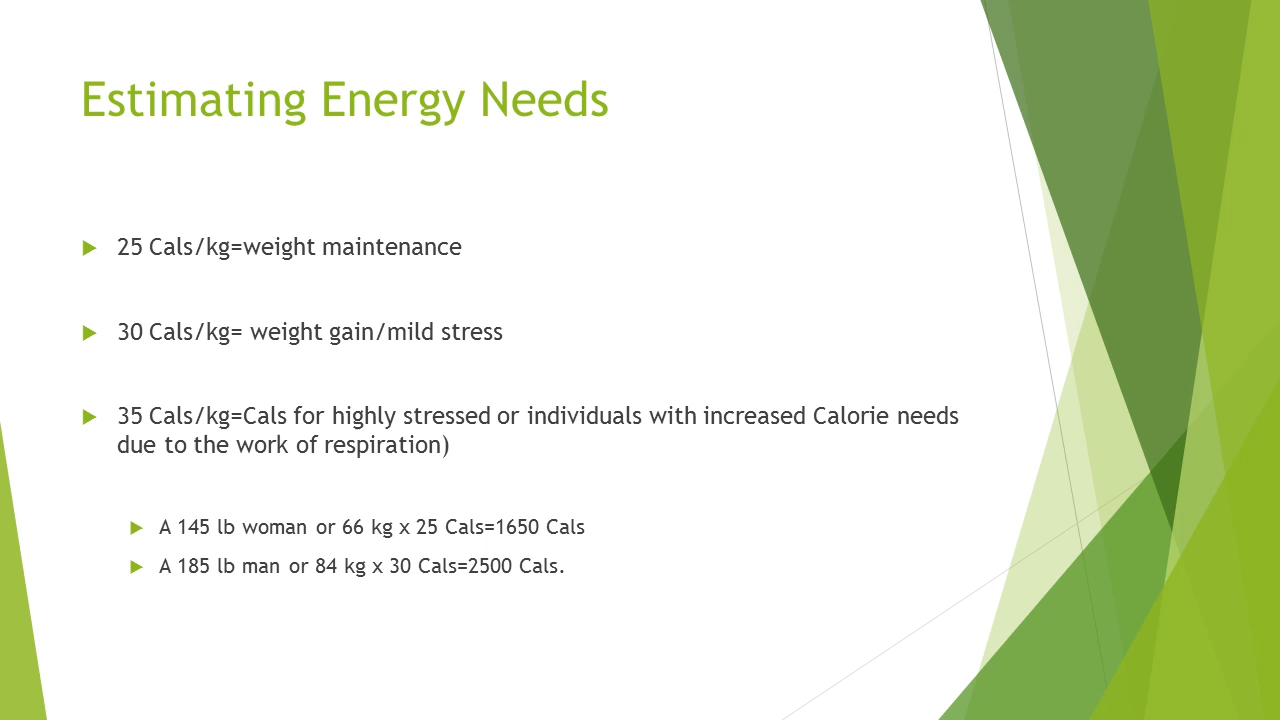 Estimating Energy Needs
25 Cals/kg=weight maintenance
30 Cals/kg= weight gain/mild stress
35 Cals/kg=Cals for highly stressed or individuals with increased Calorie needs
due to the work of respiration)
A 145 lb woman or 66 kg x 25 Cals=1650 Cals
A 185 lb man or 84 kg x 30 Cals=2500 Cals.